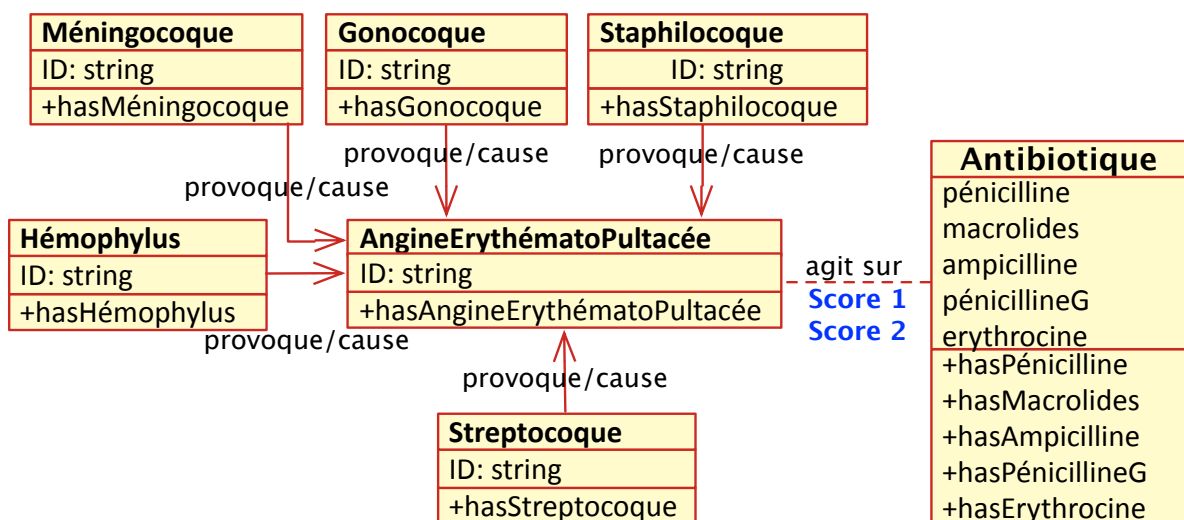 Méningocoque
ID: string
+hasMéningocoque
Gonocoque
ID: string
+hasGonocoque
Staphilocoque
ID: string
+hasStaphilocoque
provoque/cause
provoque/cause
provoque/cause
Hémophylus
ID: string
+hasHémophylus
provoque/cause
AngineErythématoPultacée
ID: string
+hasAngineErythématoPultacée
agit sur
Score 1
Score 2
Antibiotique
pénicilline
macrolides
ampicilline
pénicillineG
erythrocine
+hasPénicilline
+hasMacrolides
+hasAmpicilline
+hasPénicillineG
+hasErythrocine
provoque/cause
Streptocoque
ID: string
+hasStreptocoque